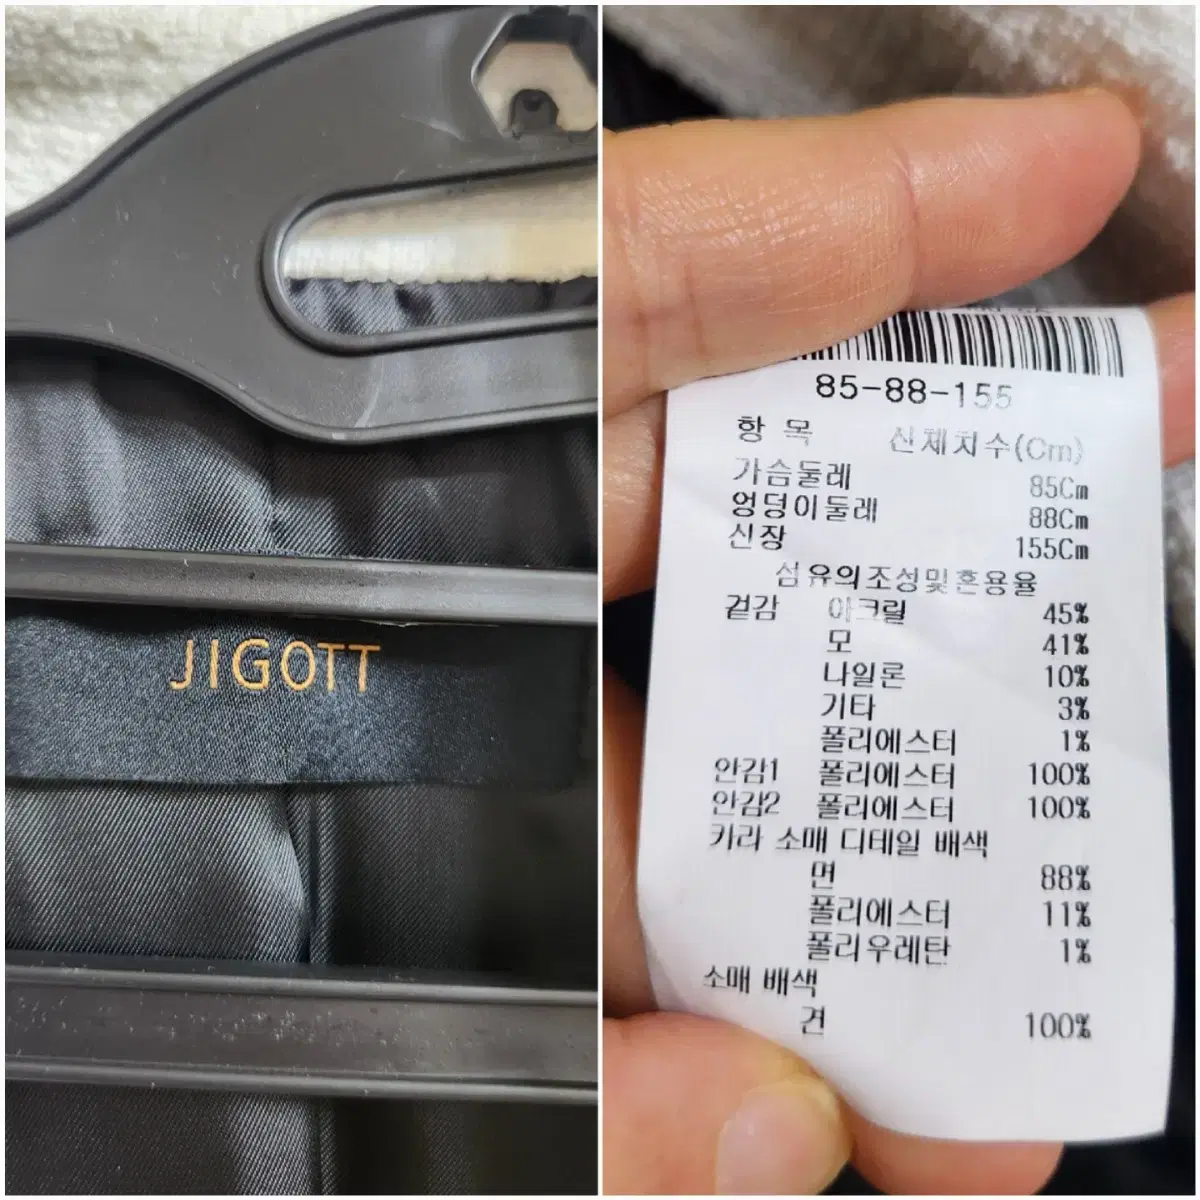 JIGOTT
85-88-155
항 목 신체치수(Cm)
가슴둘레 85Cm
엉덩이둘레 88Cm
신장 155Cm
섬유의조성및혼용율
겉감 아크릴 45%
모 41%
나일론 10%
기타 3%
폴리에스터 1%
안감1 폴리에스터 100%
안감2 폴리에스터 100%
카라 소매 디테일 배색
면 88%
폴리에스터 11%
폴리우레탄 1%
소매 배색
견 100%